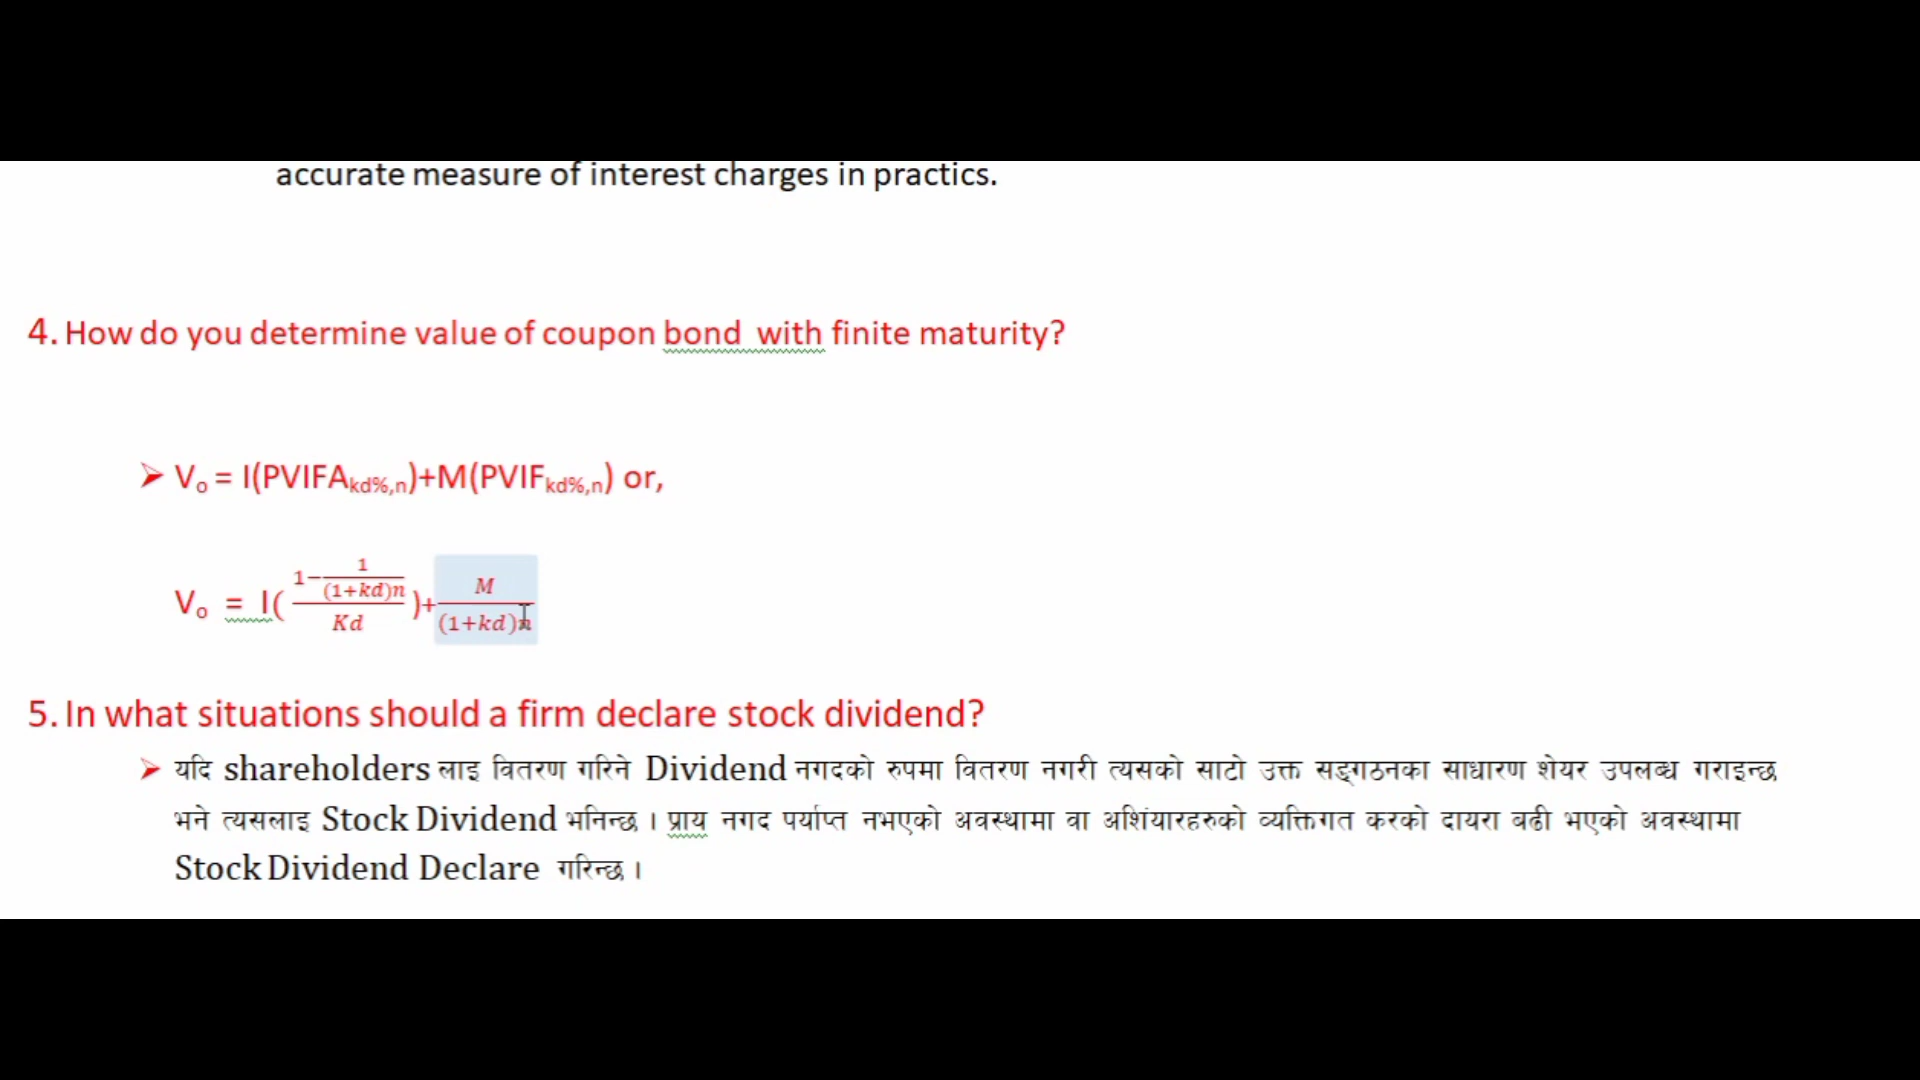 accurate measure of interest charges in practics.
4. How do you determine value of coupon bond with finite maturity?
➢ Vₒ = I(PVIFAkd%,n)+M(PVIFkd%,n) or,
Vₒ = I( (1−1/(1+kd)n)/Kd )+ M/(1+kd)n
5. In what situations should a firm declare stock dividend?
➢ यदि shareholders लाइ वितरण गरिने Dividend नगदको रुपमा वितरण नगरी त्यसको साटो उक्त सङ्गठनका साधारण शेयर उपलब्ध गराइन्छ
भने त्यसलाइ Stock Dividend भनिन्छ । प्राय नगद पर्याप्त नभएको अवस्थामा वा अशिंयारहरुको व्यक्तिगत करको दायरा बढी भएको अवस्थामा
Stock Dividend Declare गरिन्छ ।